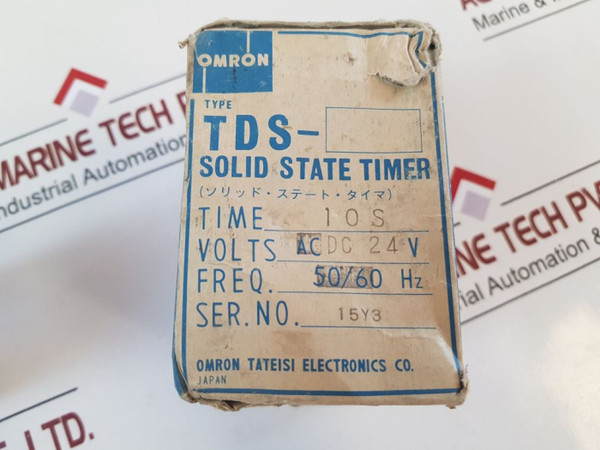 OMRON
TYPE
TDS-
SOLID STATE TIMER
(ソリッド・ステート・タイマ)
TIME 10S
VOLTS AC DC 24 V
FREQ. 50/60 Hz
SER.NO. 15Y3
OMRON TATEISI ELECTRONICS CO.
JAPAN
MARINE TECH PV
Industrial Automation
Marine &
MARINE TECH PV
Industrial Automation &
T. LTD.